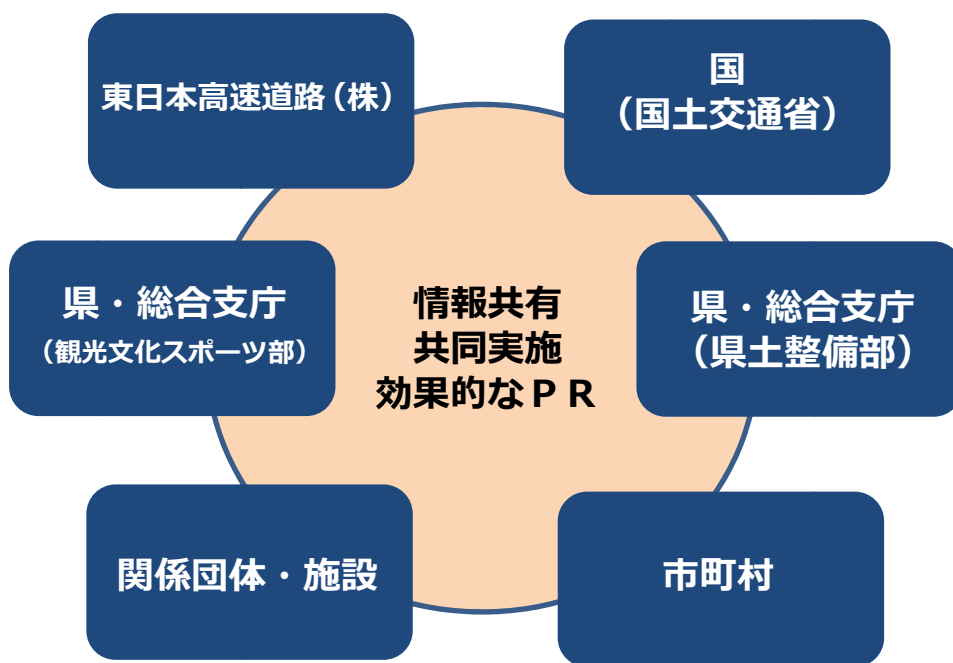 東日本高速道路（株）
国
（国土交通省）
県・総合支庁
（観光文化スポーツ部）
情報共有
共同実施
効果的なＰＲ
県・総合支庁
（県土整備部）
関係団体・施設
市町村